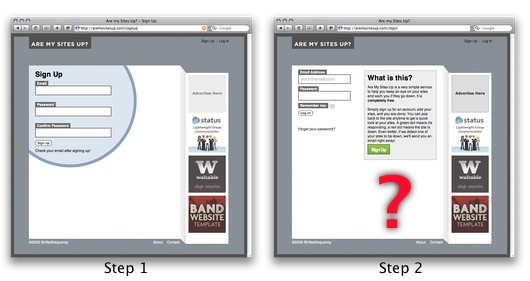 Are my Sites Up? - Sign Up
http://aremysitesup.com/signup
Google
ARE MY SITES UP?
Sign Up
Log In
Sign Up
Email
Password
Confirm Password
Sign up
Check your email after signing up!
Advertise Here
status
Lightweight Group
Communication
W
wuitable
shop smarter.
BAND
WEBSITE
TEMPLATE
©2009 Shiftedfrequency
About
Contact
Step 1
Are my Sites Up?
http://aremysitesup.com/login
Google
ARE MY SITES UP?
Sign Up
Log In
Email Address
your@email.com
Password
Remember me:
Log In
Forgot your password?
What is this?
Are My Sites Up is a very simple service
to help you keep an eye on your sites
and warn you if they go down. It is
completely free.
Simply sign up for an account, add your
sites, and you are done. You can pop
back to the site anytime to get a quick
look at your sites. A green dot means it's
responding, a red dot means the site is
down. Even better, if we detect one of
your sites to be down, we'll send you an
email right away!
Sign Up
?
Advertise Here
status
Lightweight Group
Communication
W
wuitable
shop smarter.
BAND
WEBSITE
TEMPLATE
©2009 Shiftedfrequency
About
Contact
Step 2